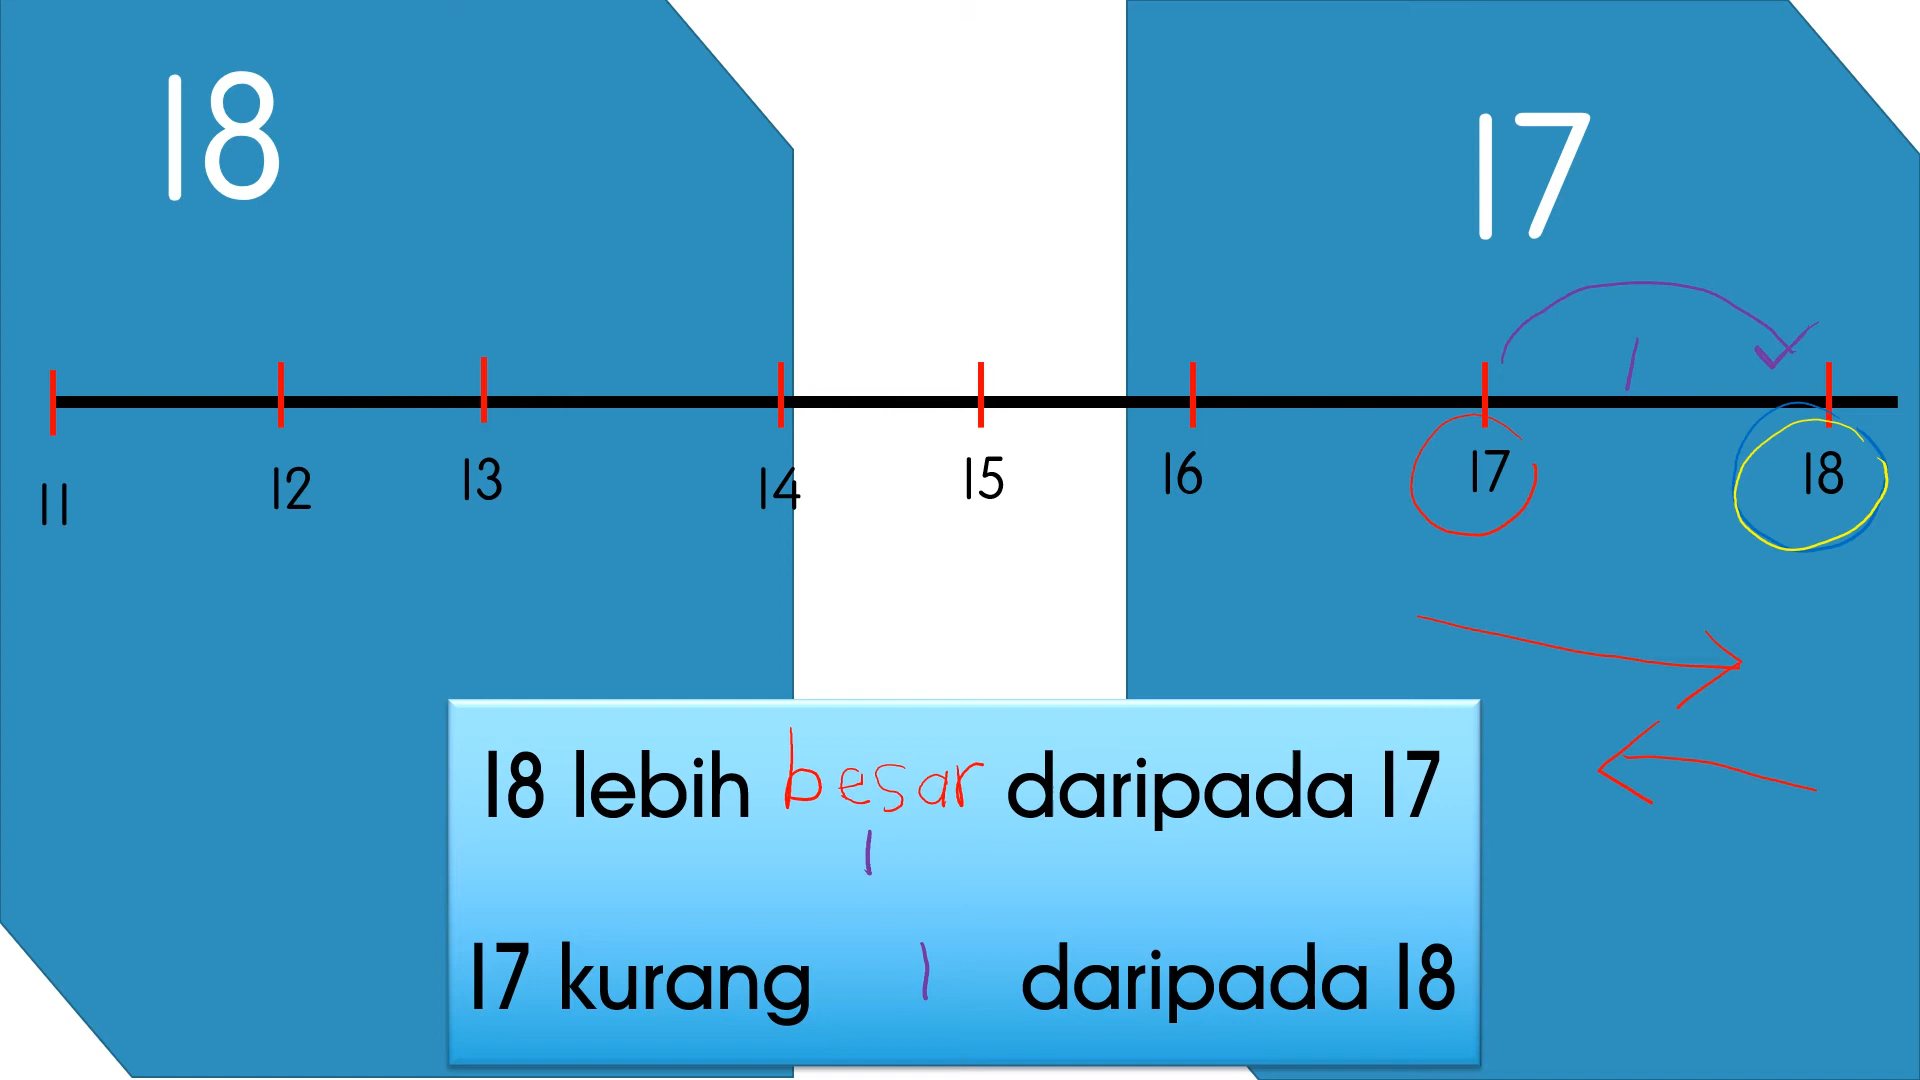 18
17
1
11 12 13 14 15 16 17 18
18 lebih besar daripada 17
1
17 kurang 1 daripada 18